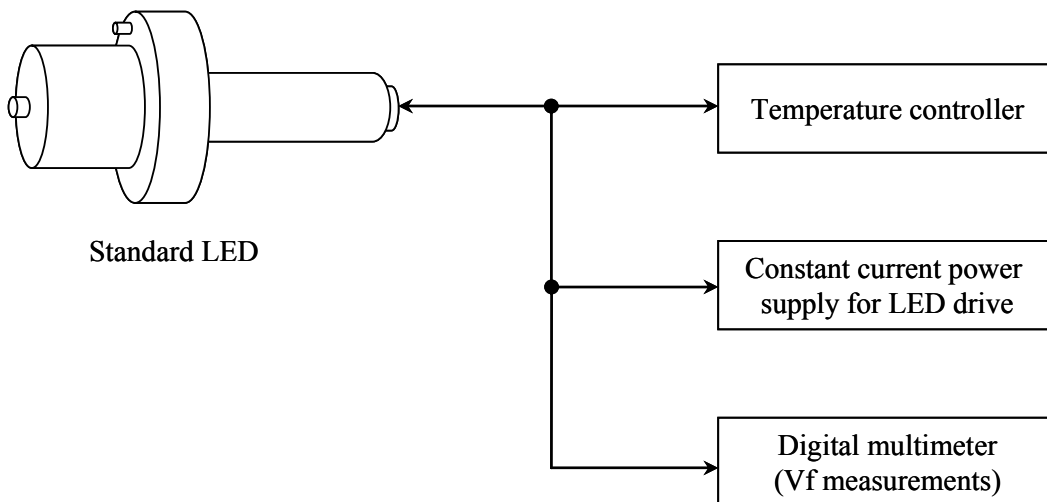 Temperature controller
Standard LED
Constant current power
supply for LED drive
Digital multimeter
(Vf measurements)